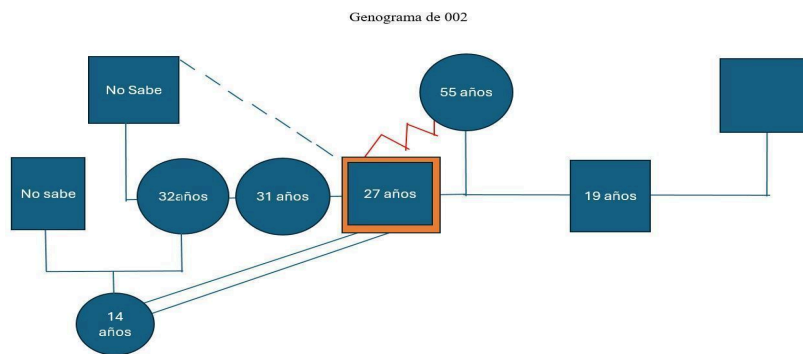 Genograma de 002
No Sabe
55 años
No sabe
32años
31 años
27 años
19 años
14
años